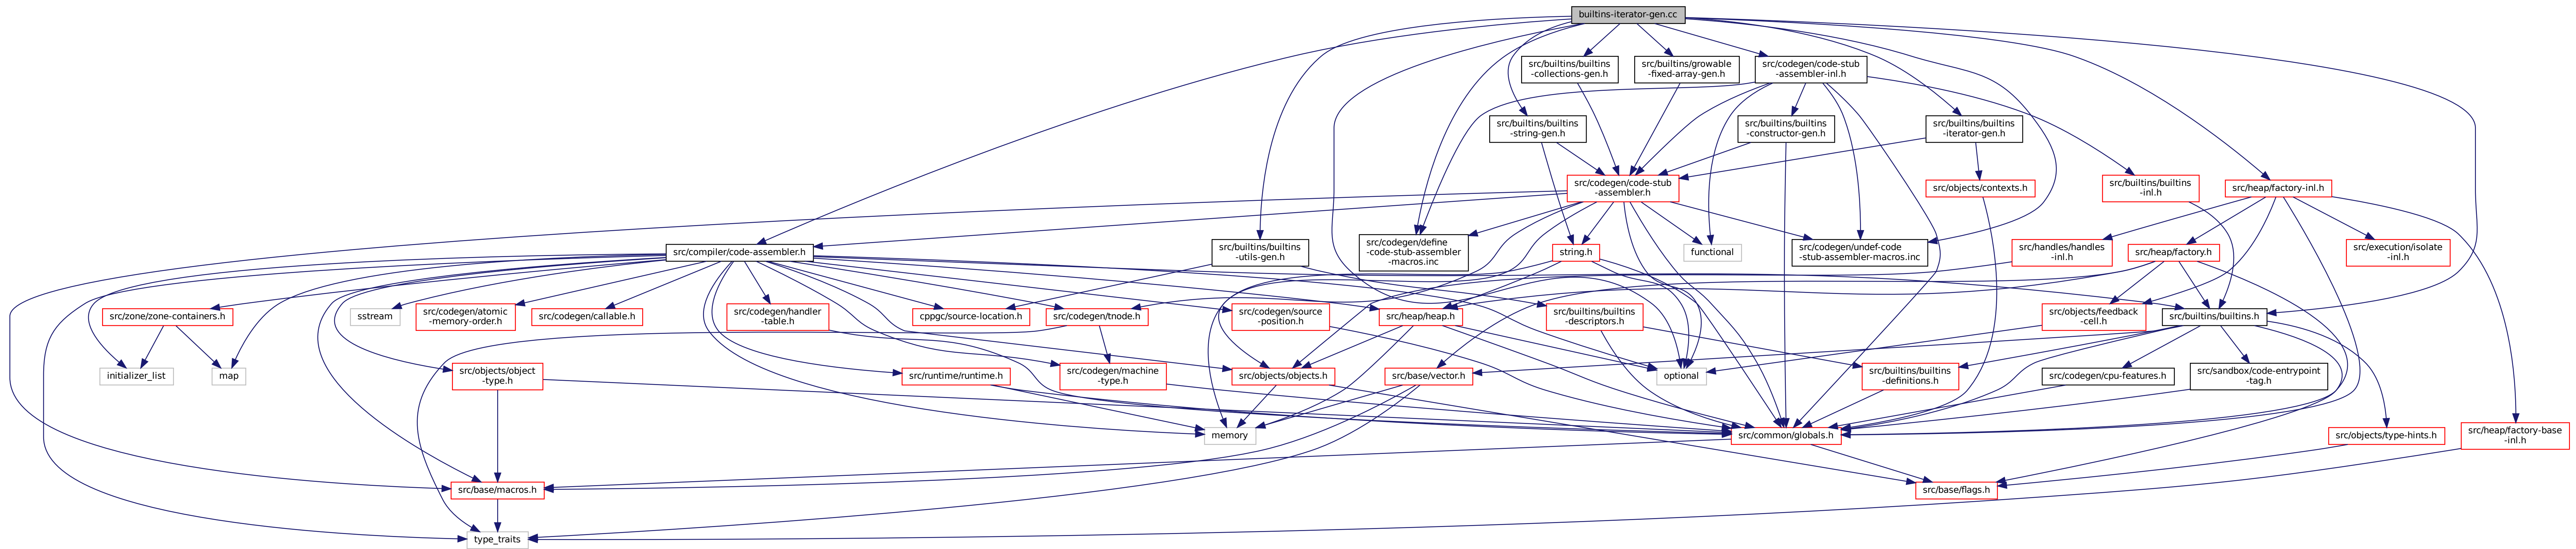 builtins-iterator-gen.cc
src/builtins/builtins
-collections-gen.h
src/builtins/growable
-fixed-array-gen.h
src/codegen/code-stub
-assembler-inl.h
src/builtins/builtins
-string-gen.h
src/builtins/builtins
-constructor-gen.h
src/builtins/builtins
-iterator-gen.h
src/codegen/code-stub
-assembler.h
src/objects/contexts.h
src/builtins/builtins
-inl.h
src/heap/factory-inl.h
src/compiler/code-assembler.h
src/builtins/builtins
-utils-gen.h
src/codegen/define
-code-stub-assembler
-macros.inc
string.h
functional
src/codegen/undef-code
-stub-assembler-macros.inc
src/handles/handles
-inl.h
src/heap/factory.h
src/execution/isolate
-inl.h
src/zone/zone-containers.h
sstream
src/codegen/atomic
-memory-order.h
src/codegen/callable.h
src/codegen/handler
-table.h
cppgc/source-location.h
src/codegen/tnode.h
src/codegen/source
-position.h
src/heap/heap.h
src/builtins/builtins
-descriptors.h
src/objects/feedback
-cell.h
src/builtins/builtins.h
initializer_list
map
src/objects/object
-type.h
src/runtime/runtime.h
src/codegen/machine
-type.h
src/objects/objects.h
src/base/vector.h
optional
src/builtins/builtins
-definitions.h
src/codegen/cpu-features.h
src/sandbox/code-entrypoint
-tag.h
memory
src/common/globals.h
src/objects/type-hints.h
src/heap/factory-base
-inl.h
src/base/macros.h
src/base/flags.h
type_traits